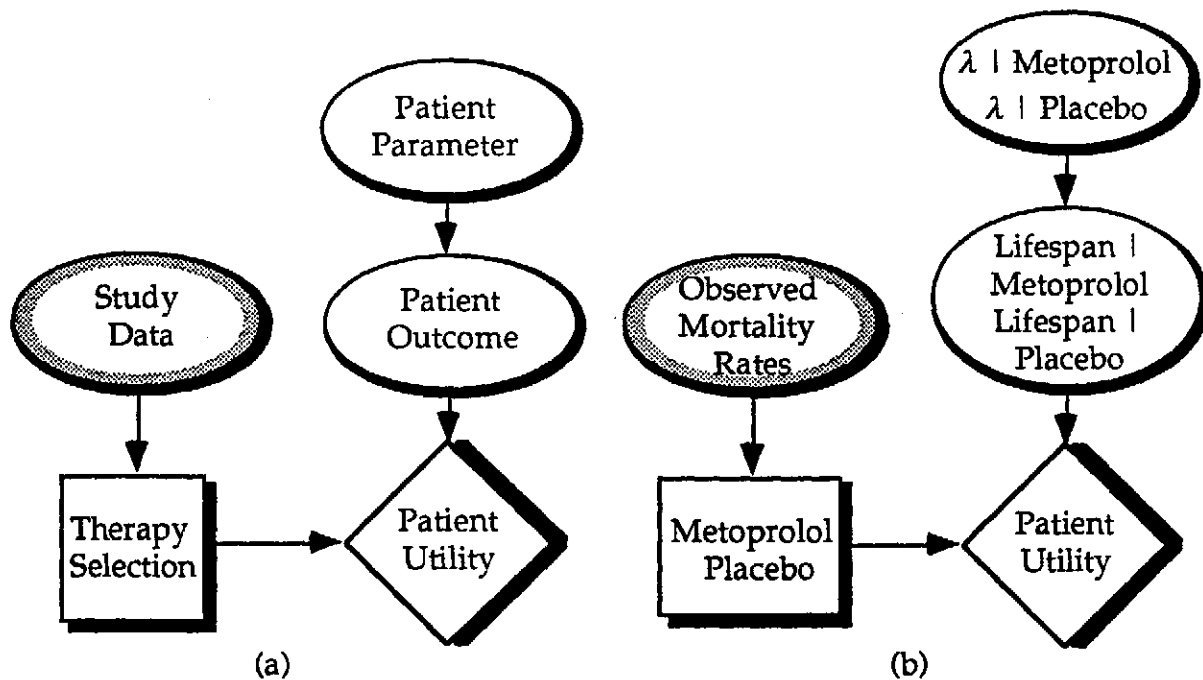 Patient
Parameter
Study
Data
Patient
Outcome
Therapy
Selection
Patient
Utility
(a)
λ | Metoprolol
λ | Placebo
Observed
Mortality
Rates
Lifespan |
Metoprolol
Lifespan |
Placebo
Metoprolol
Placebo
Patient
Utility
(b)